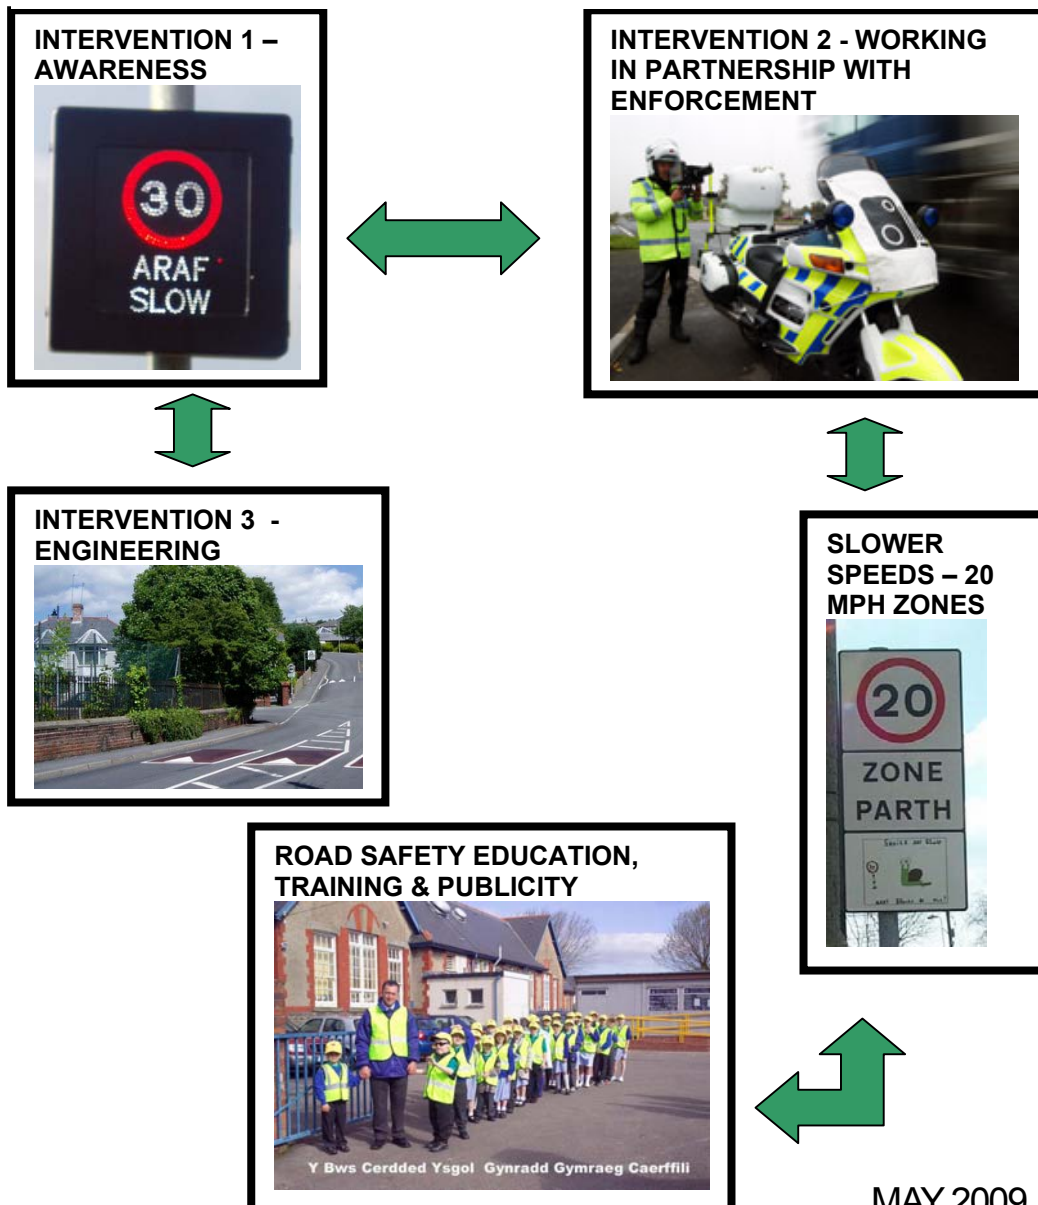 INTERVENTION 1 –
AWARENESS
30
ARAF
SLOW
INTERVENTION 2 - WORKING
IN PARTNERSHIP WITH
ENFORCEMENT
INTERVENTION 3 -
ENGINEERING
SLOWER
SPEEDS – 20
MPH ZONES
20
ZONE
PARTH
ROAD SAFETY EDUCATION,
TRAINING & PUBLICITY
Y Bws Cerdded Ysgol Gynradd Gymraeg Caerffili
MAY 2009